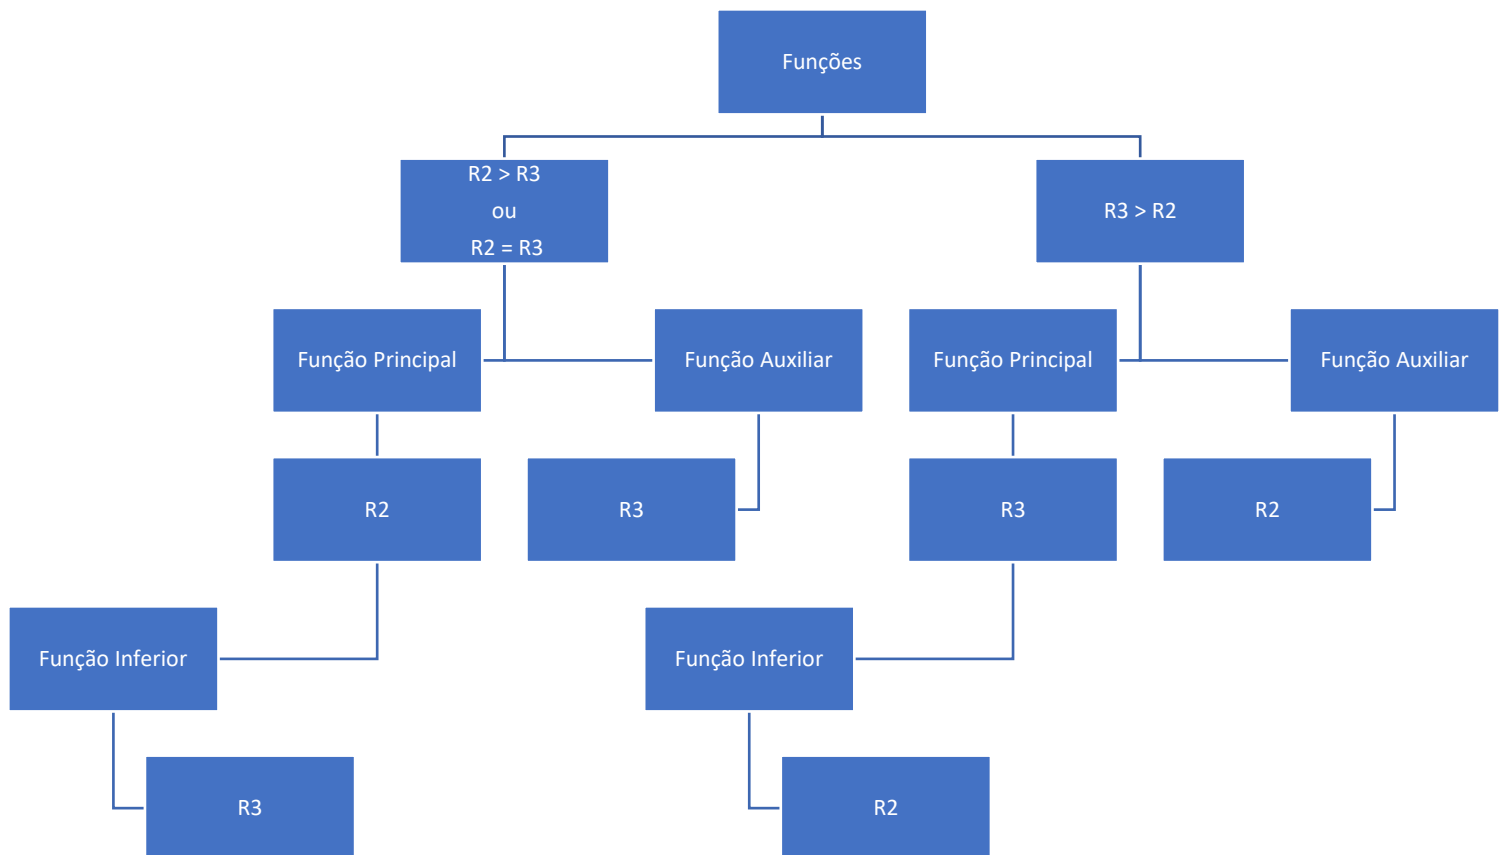 Funções
R2 > R3
ou
R2 = R3
R3 > R2
Função Principal
Função Auxiliar
Função Principal
Função Auxiliar
R2
R3
R3
R2
Função Inferior
Função Inferior
R3
R2